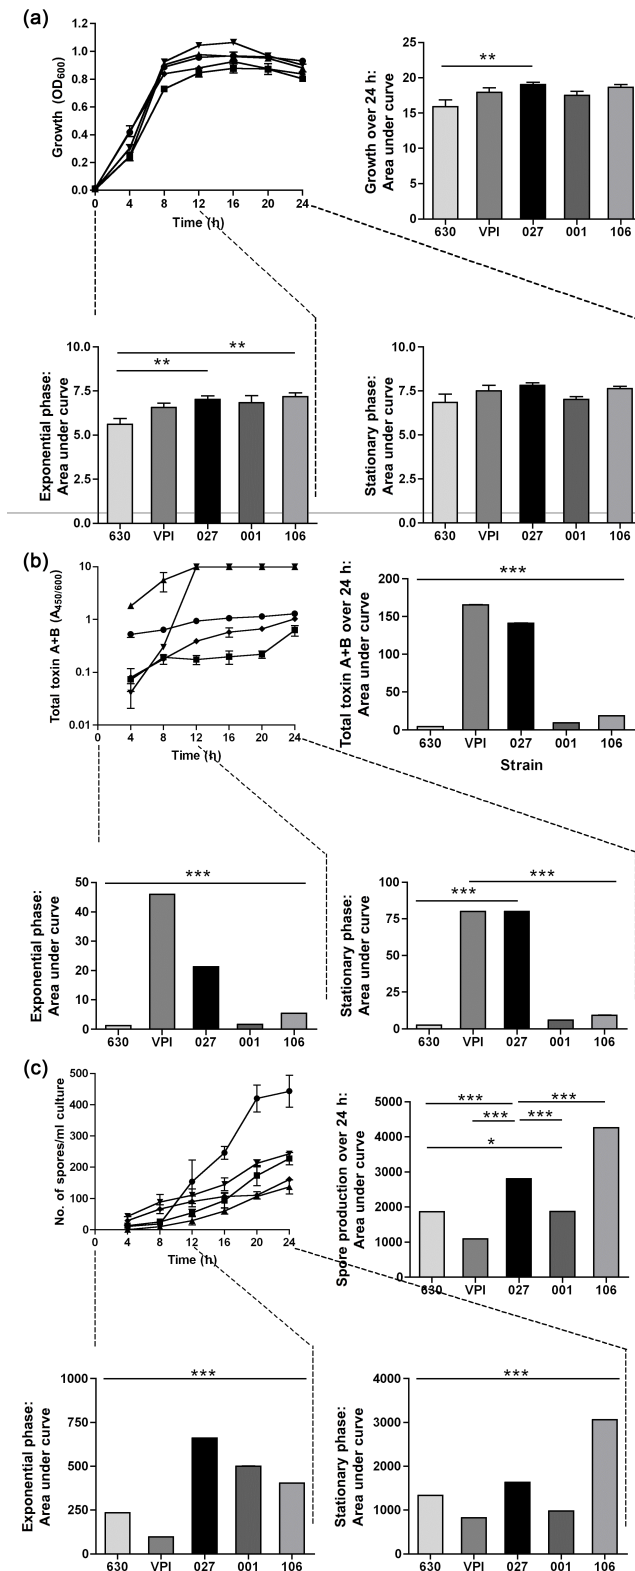 (a)
Growth (OD600)
1.2
1.0
0.8
0.6
0.4
0.2
0.0
0 4 8 12 16 20 24
Time (h)
Growth over 24 h:
Area under curve
25
20
15
10
5
0
**
630 VPI 027 001 106
Exponential phase:
Area under curve
10.0
7.5
5.0
2.5
0.0
**
**
630 VPI 027 001 106
Stationary phase:
Area under curve
10.0
7.5
5.0
2.5
0.0
630 VPI 027 001 106
(b)
Total toxin A+B (A450/600)
10
1
0.1
0.01
0 4 8 12 16 20 24
Time (h)
Total toxin A+B over 24 h:
Area under curve
200
150
100
50
0
***
630 VPI 027 001 106
Strain
Exponential phase:
Area under curve
50
40
30
20
10
0
***
630 VPI 027 001 106
Stationary phase:
Area under curve
100
75
50
25
0
***
***
630 VPI 027 001 106
(c)
No. of spores/ml culture
500
400
300
200
100
0
0 4 8 12 16 20 24
Time (h)
Spore production over 24 h:
Area under curve
5000
4000
3000
2000
1000
0
*** ***
*** ***
*
630 VPI 027 001 106
Exponential phase:
Area under curve
1000
750
500
250
0
***
630 VPI 027 001 106
Stationary phase:
Area under curve
4000
3000
2000
1000
0
***
630 VPI 027 001 106